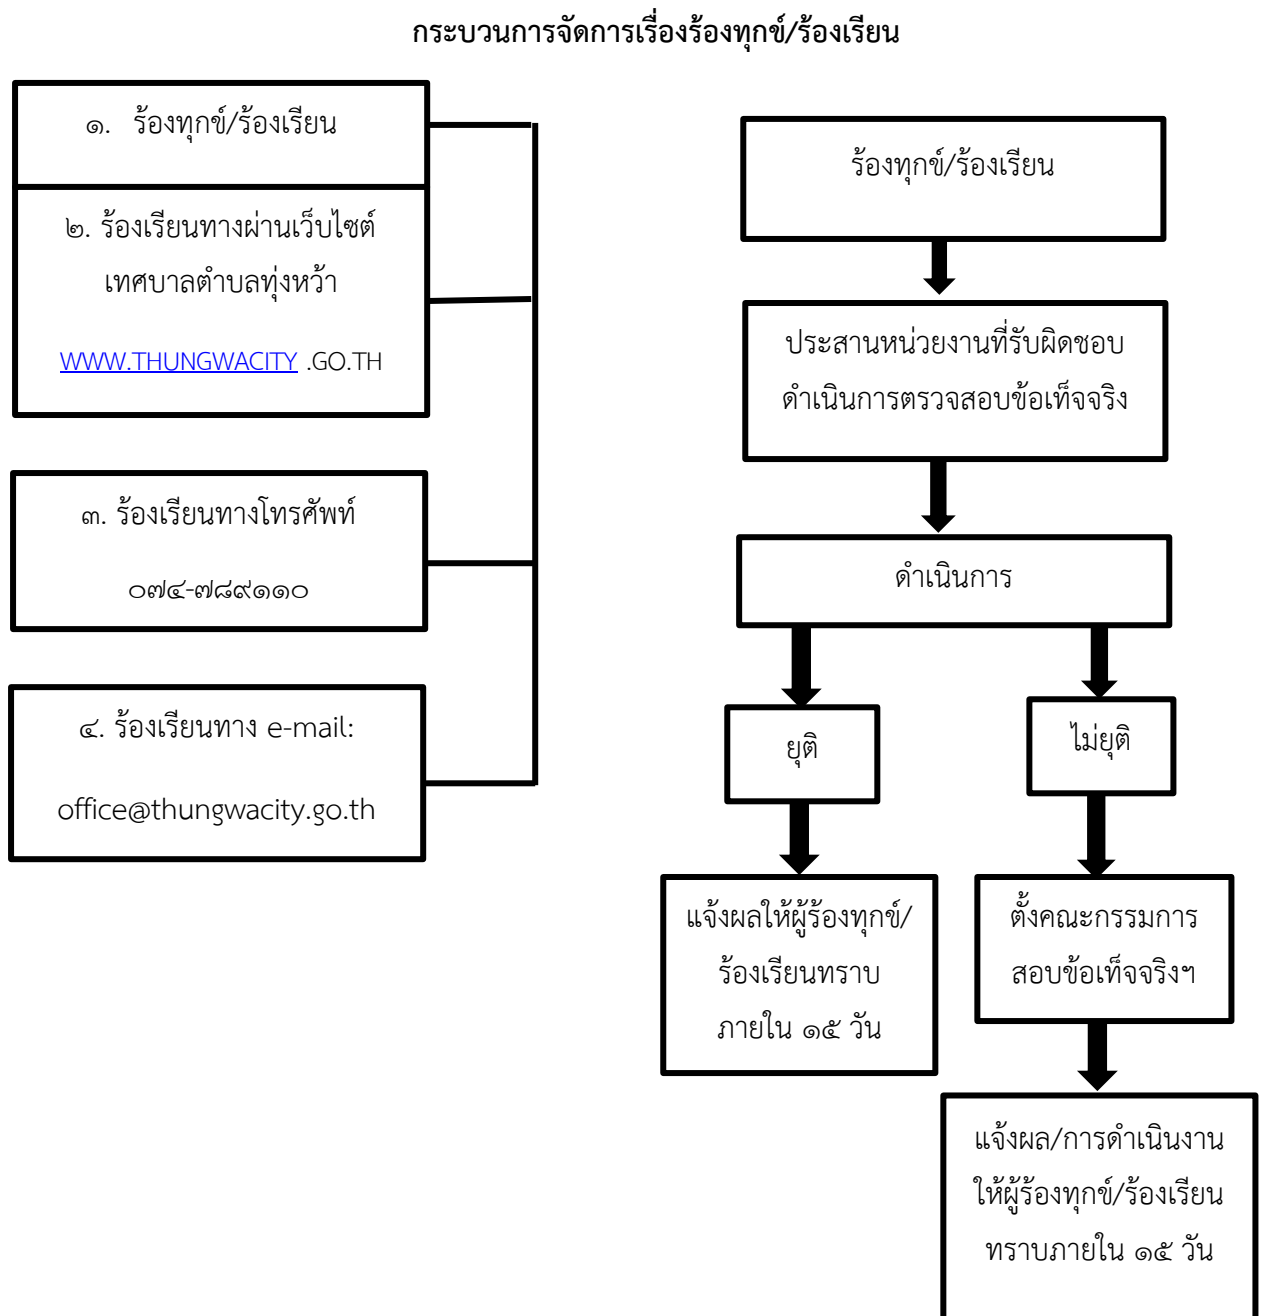 กระบวนการจัดการเรื่องร้องทุกข์/ร้องเรียน
๑. ร้องทุกข์/ร้องเรียน
๒. ร้องเรียนทางผ่านเว็บไซต์
เทศบาลตำบลทุ่งหว้า
WWW.THUNGWACITY .GO.TH
๓. ร้องเรียนทางโทรศัพท์
๐๗๔-๗๘๙๑๑๐
๔. ร้องเรียนทาง e-mail:
office@thungwacity.go.th
ร้องทุกข์/ร้องเรียน
ประสานหน่วยงานที่รับผิดชอบ
ดำเนินการตรวจสอบข้อเท็จจริง
ดำเนินการ
ยุติ
ไม่ยุติ
แจ้งผลให้ผู้ร้องทุกข์/
ร้องเรียนทราบ
ภายใน ๑๕ วัน
ตั้งคณะกรรมการ
สอบข้อเท็จจริงฯ
แจ้งผล/การดำเนินงาน
ให้ผู้ร้องทุกข์/ร้องเรียน
ทราบภายใน ๑๕ วัน